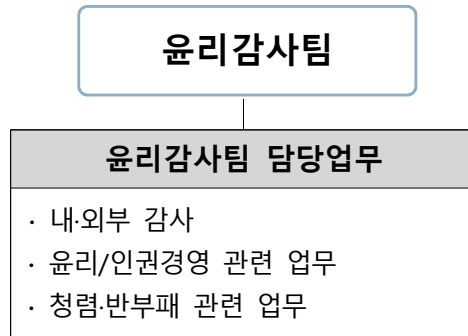 윤리감사팀
윤리감사팀 담당업무
· 내·외부 감사
· 윤리/인권경영 관련 업무
· 청렴·반부패 관련 업무